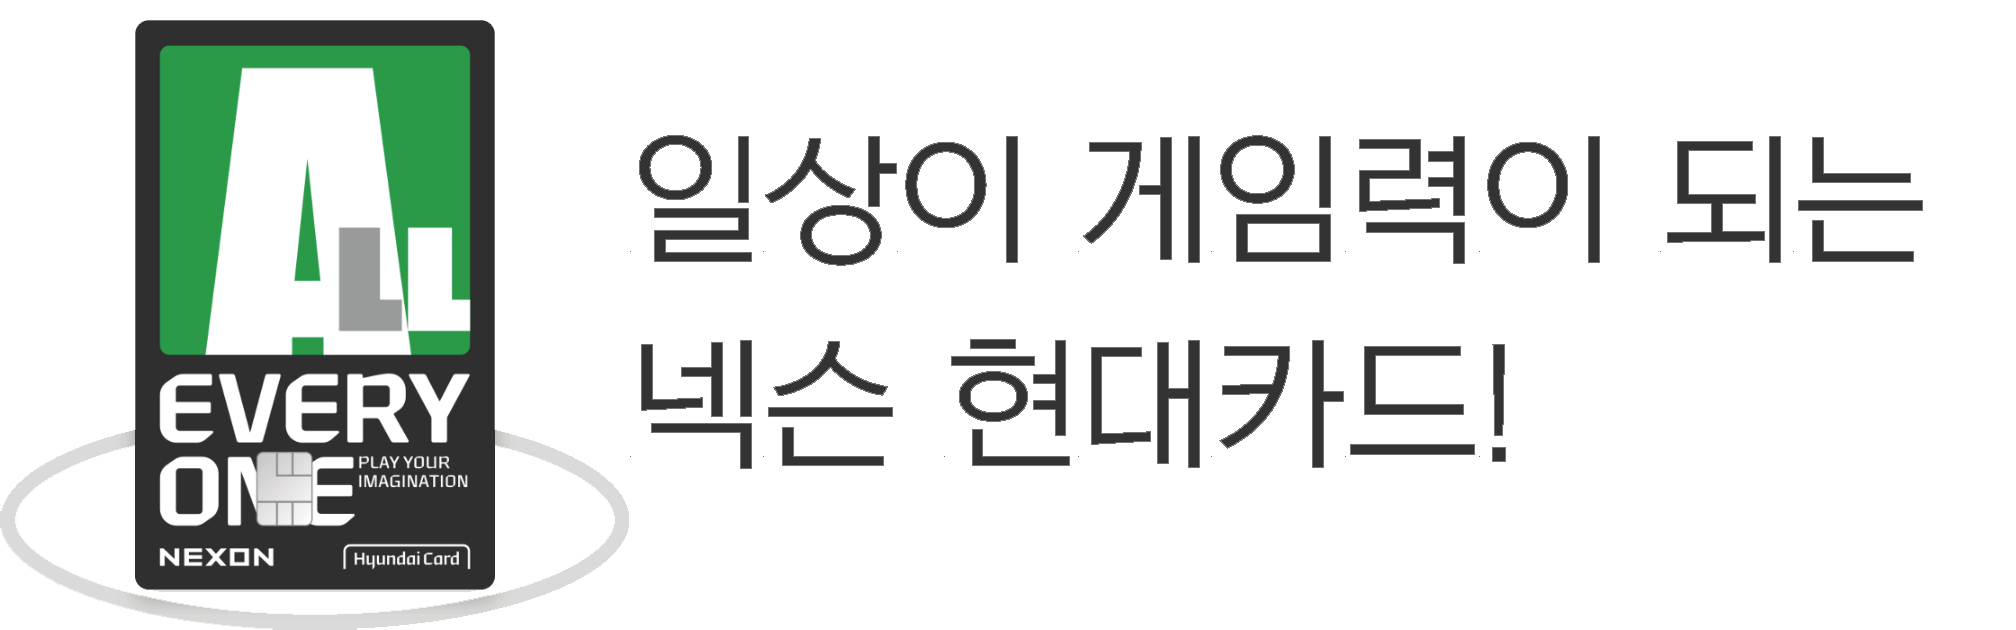 ALL
EVERY
ONE
PLAY YOUR
IMAGINATION
NEXON
Hyundai Card
일상이 게임력이 되는
넥슨 현대카드!